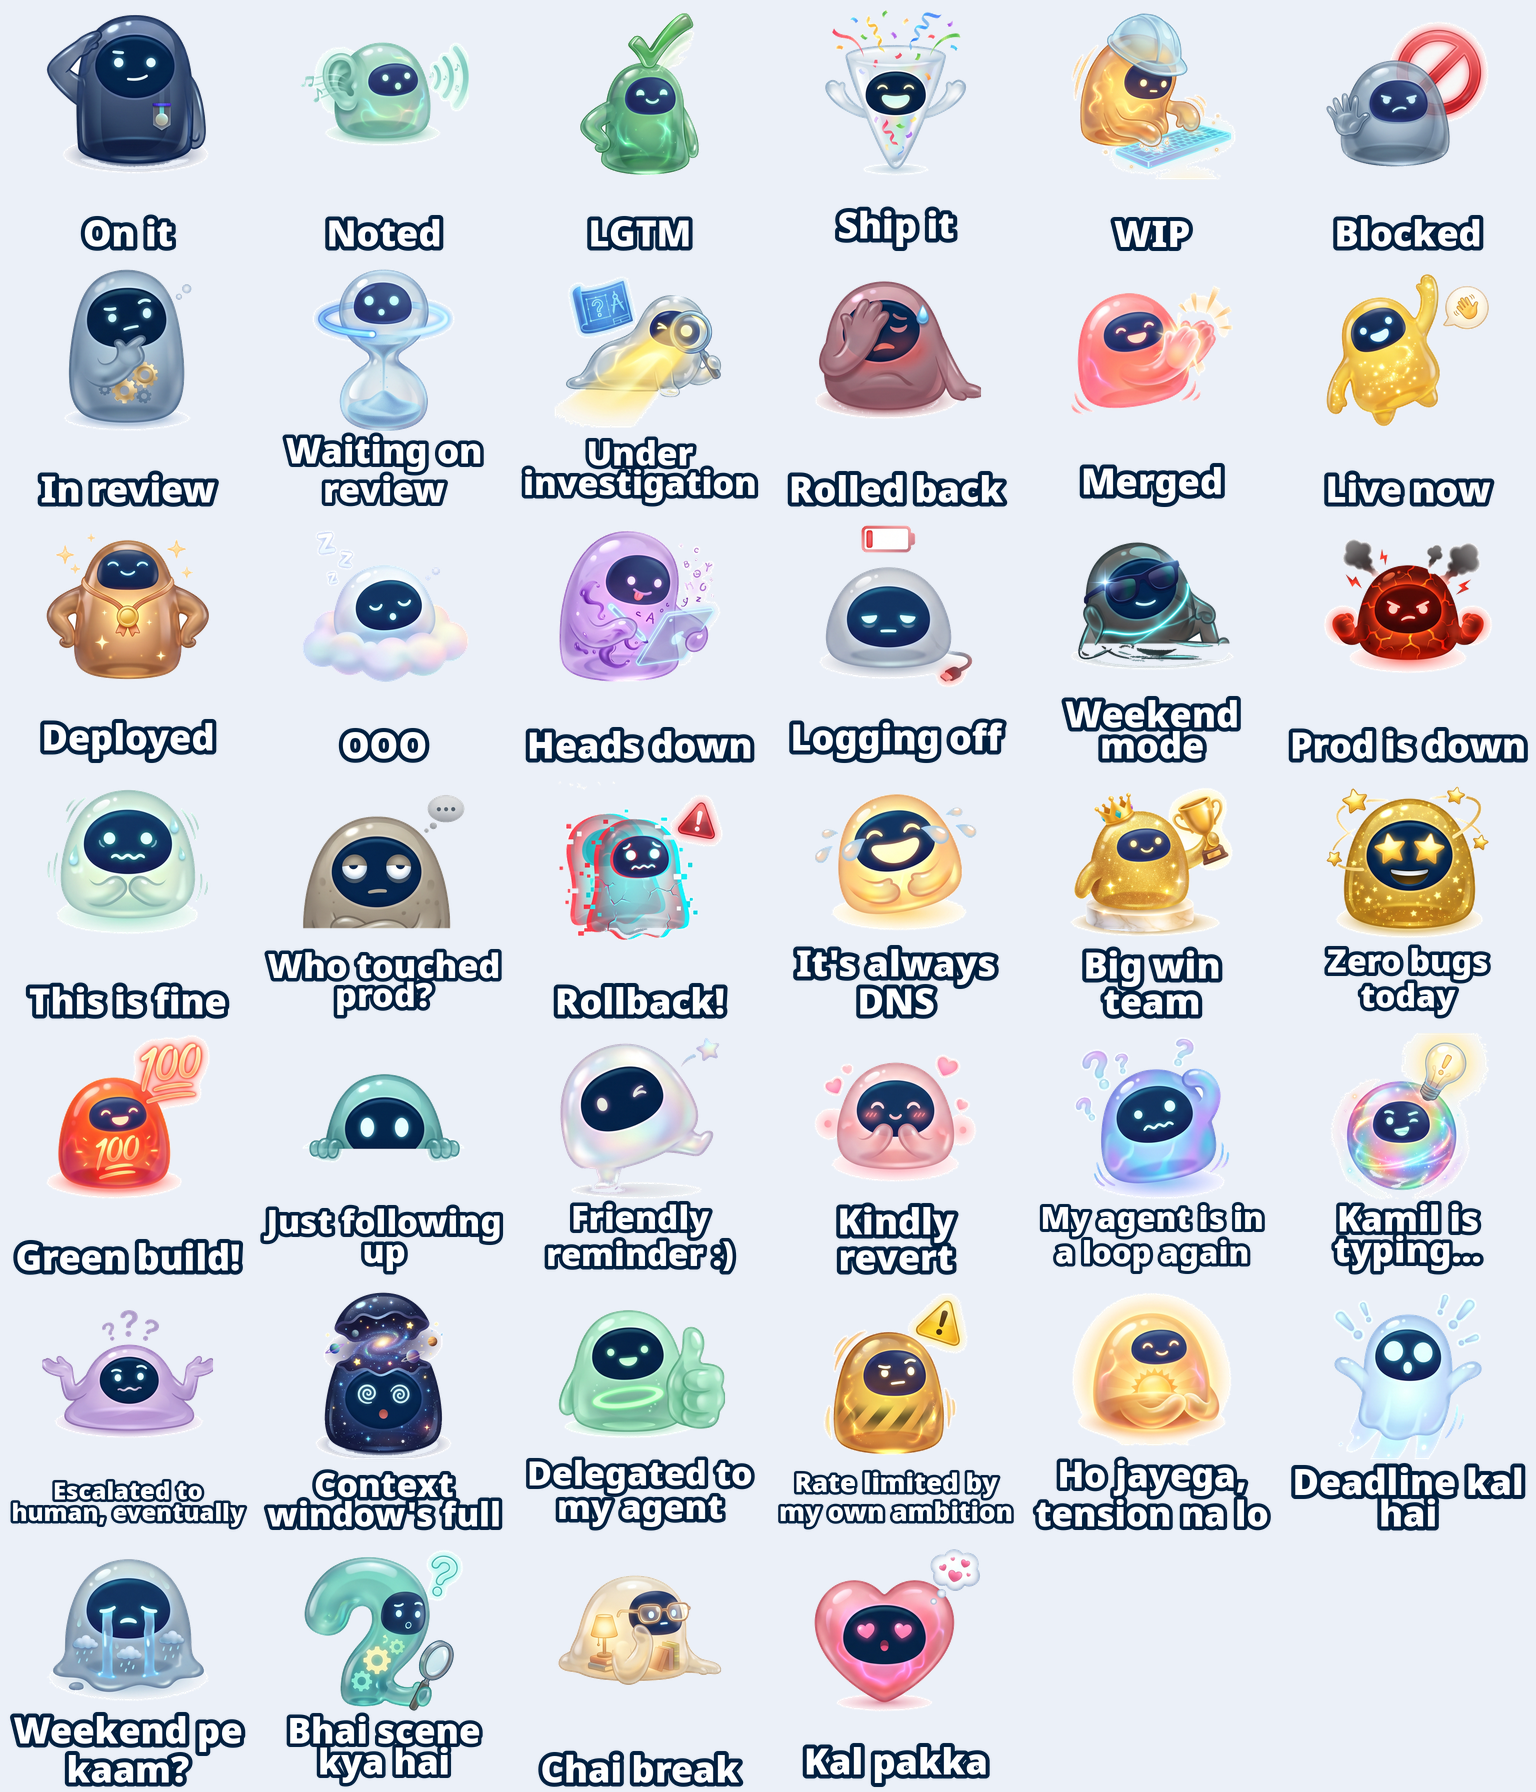 On it
Noted
LGTM
Ship it
WIP
Blocked
In review
Waiting on
review
Under
investigation
Rolled back
Merged
Live now
Z
Z
Z
Deployed
OOO
Heads down
Logging off
Weekend
mode
Prod is down
This is fine
Who touched
prod?
Rollback!
It's always
DNS
Big win
team
Zero bugs
today
100
100
Green build!
Just following
up
Friendly
reminder :)
Kindly
revert
My agent is in
a loop again
Kamil is
typing...
???
Escalated to
human, eventually
Context
window's full
Delegated to
my agent
Rate limited by
my own ambition
Ho jayega,
tension na lo
Deadline kal
hai
Weekend pe
kaam?
Bhai scene
kya hai
Chai break
Kal pakka